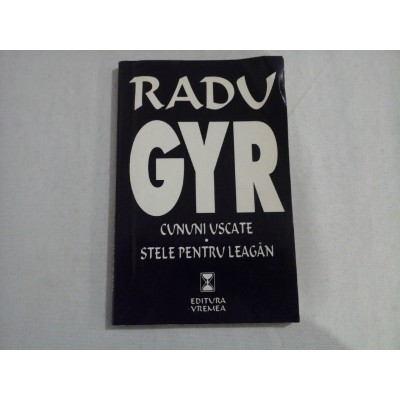 RADU
GYR
CUNUNI USCATE
•
STELE PENTRU LEAGĂN
EDITURA
VREMEA